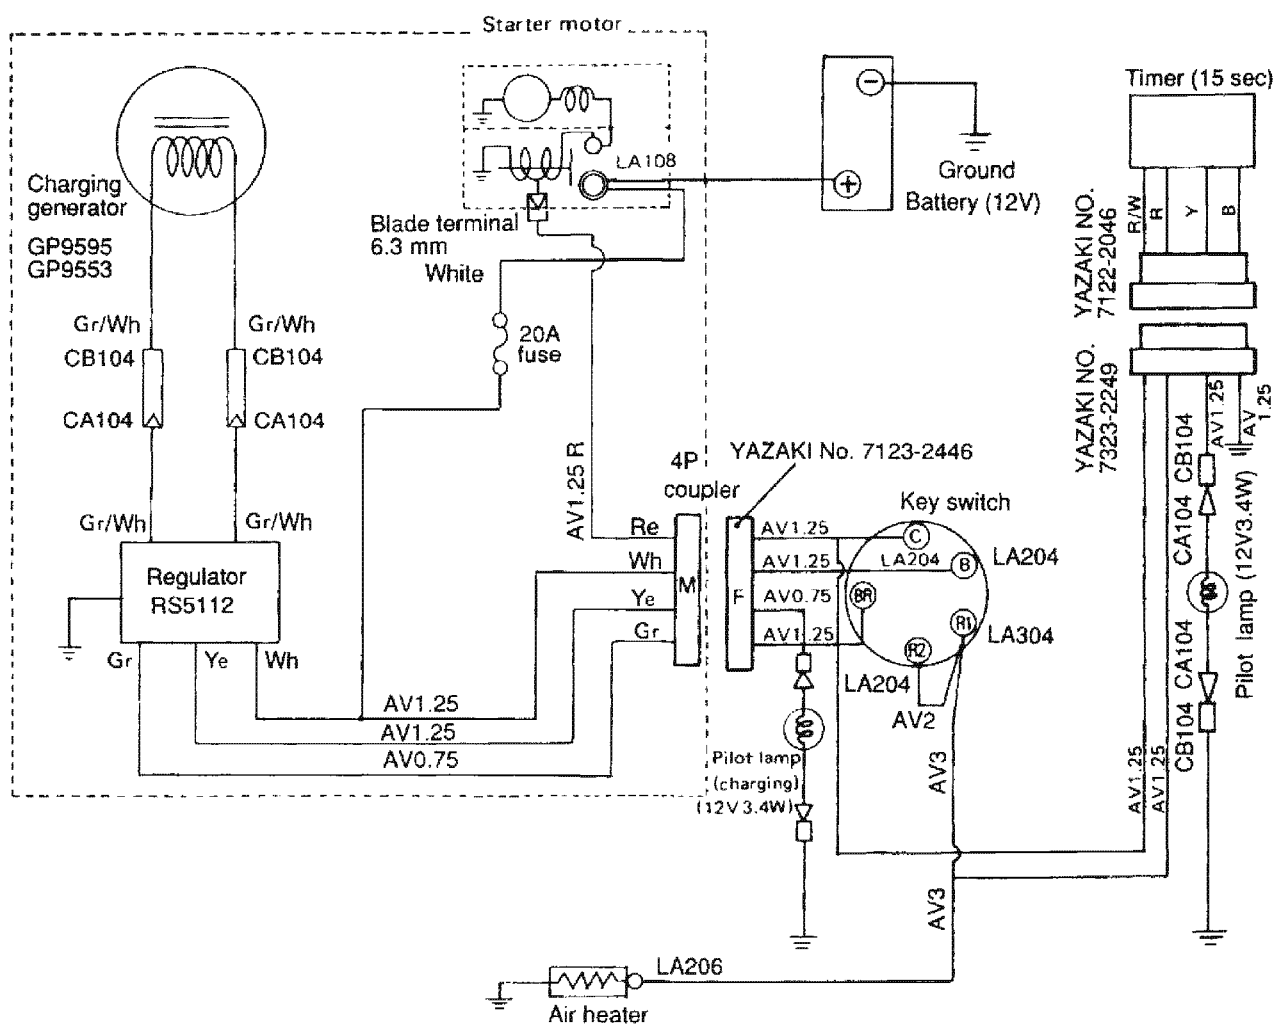 Starter motor
Timer (15 sec)
LA108
Ground
Battery (12V)
Charging
generator
GP9595
GP9553
Blade terminal
6.3 mm
White
R/W
R
Y
B
YAZAKI NO.
7122-2046
Gr/Wh
Gr/Wh
CB104
CB104
20A
fuse
CA104
CA104
YAZAKI NO.
7323-2249
AV1.25
AV
1.25
AV1.25 R
4P
coupler
YAZAKI No. 7123-2446
Key switch
CB104
CA104
Pilot lamp (12V3.4W)
CA104
CB104
Gr/Wh
Gr/Wh
Regulator
RS5112
Re
Wh
Ye
Gr
M
F
AV1.25
AV1.25
AV0.75
AV1.25
C
LA204
B
LA204
BR
R1
LA304
R2
LA204
AV2
Gr
Ye
Wh
AV1.25
AV1.25
AV0.75
Pilot lamp
(charging)
(12V3.4W)
AV3
AV1.25
AV1.25
AV3
LA206
Air heater